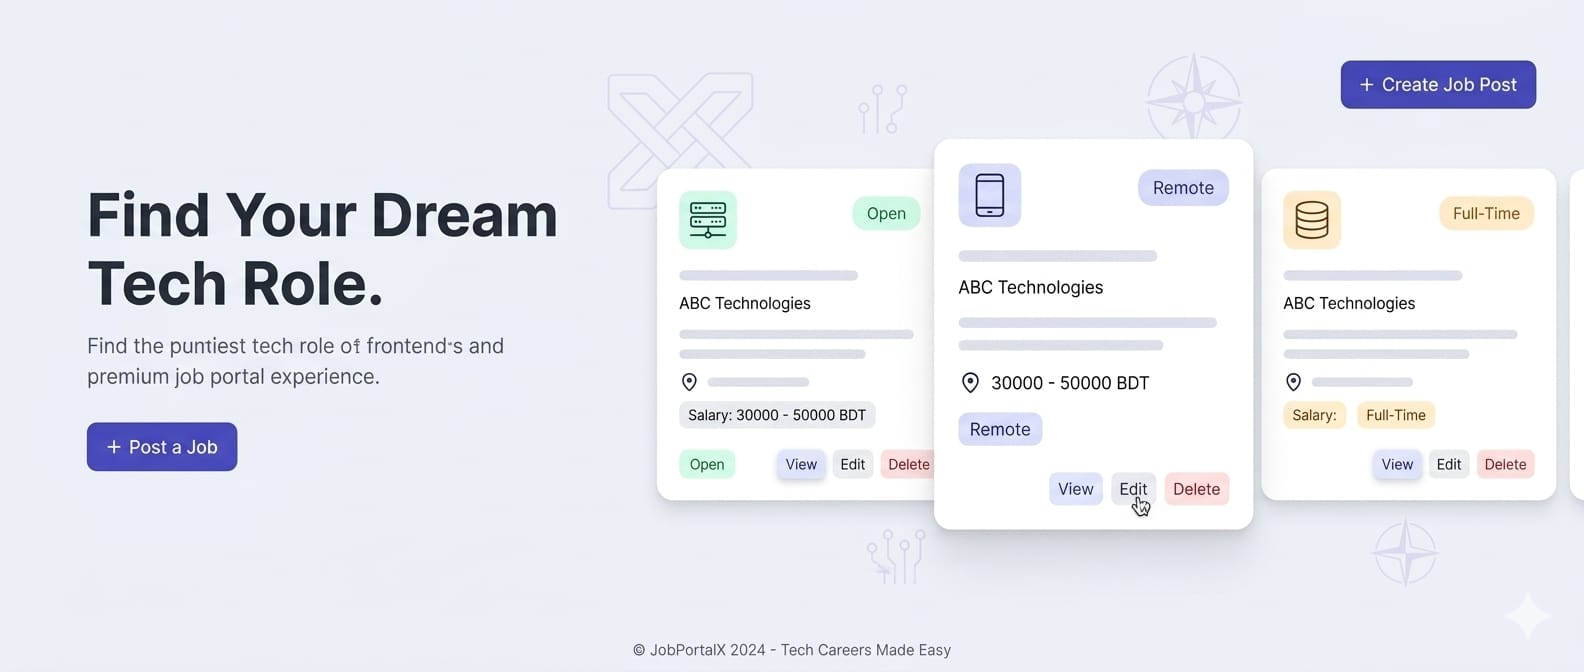 + Create Job Post
Find Your Dream
Tech Role.
Find the puntiest tech role of frontend's and
premium job portal experience.
+ Post a Job
Open
ABC Technologies
Salary: 30000 - 50000 BDT
Open
View
Edit
Delete
Remote
ABC Technologies
30000 - 50000 BDT
Remote
View
Edit
Delete
Full-Time
ABC Technologies
Salary:
Full-Time
View
Edit
Delete
© JobPortalX 2024 - Tech Careers Made Easy